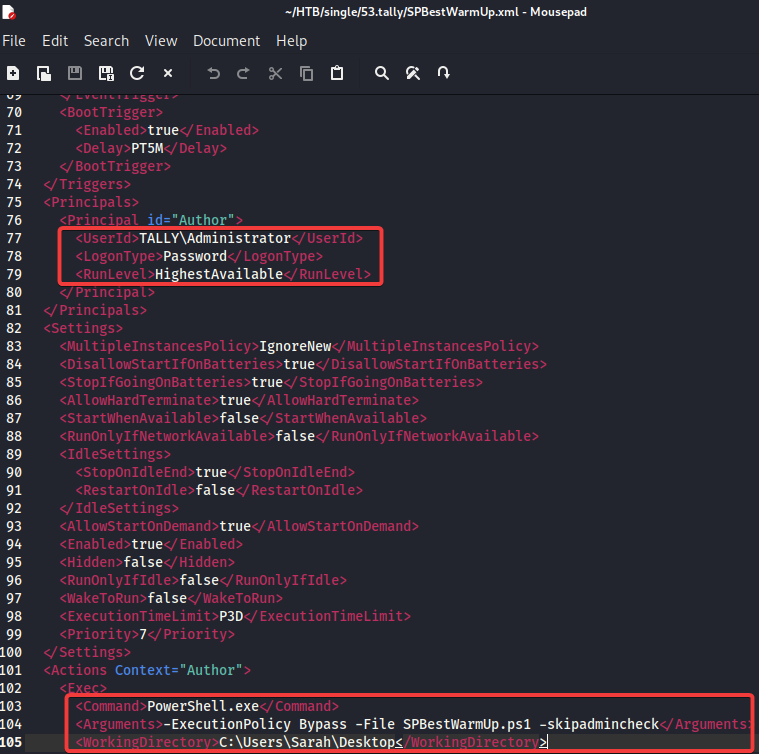 ~/HTB/single/53.tally/SPBestWarmUp.xml - Mousepad
File Edit Search View Document Help
69 </EventTrigger>
70 <BootTrigger>
71 <Enabled>true</Enabled>
72 <Delay>PT5M</Delay>
73 </BootTrigger>
74 </Triggers>
75 <Principals>
76 <Principal id="Author">
77 <UserId>TALLY\Administrator</UserId>
78 <LogonType>Password</LogonType>
79 <RunLevel>HighestAvailable</RunLevel>
80 </Principal>
81 </Principals>
82 <Settings>
83 <MultipleInstancesPolicy>IgnoreNew</MultipleInstancesPolicy>
84 <DisallowStartIfOnBatteries>true</DisallowStartIfOnBatteries>
85 <StopIfGoingOnBatteries>true</StopIfGoingOnBatteries>
86 <AllowHardTerminate>true</AllowHardTerminate>
87 <StartWhenAvailable>false</StartWhenAvailable>
88 <RunOnlyIfNetworkAvailable>false</RunOnlyIfNetworkAvailable>
89 <IdleSettings>
90 <StopOnIdleEnd>true</StopOnIdleEnd>
91 <RestartOnIdle>false</RestartOnIdle>
92 </IdleSettings>
93 <AllowStartOnDemand>true</AllowStartOnDemand>
94 <Enabled>true</Enabled>
95 <Hidden>false</Hidden>
96 <RunOnlyIfIdle>false</RunOnlyIfIdle>
97 <WakeToRun>false</WakeToRun>
98 <ExecutionTimeLimit>P3D</ExecutionTimeLimit>
99 <Priority>7</Priority>
100 </Settings>
101 <Actions Context="Author">
102 <Exec>
103 <Command>PowerShell.exe</Command>
104 <Arguments>-ExecutionPolicy Bypass -File SPBestWarmUp.ps1 -skipadmincheck</Arguments>
105 <WorkingDirectory>C:\Users\Sarah\Desktop</WorkingDirectory>